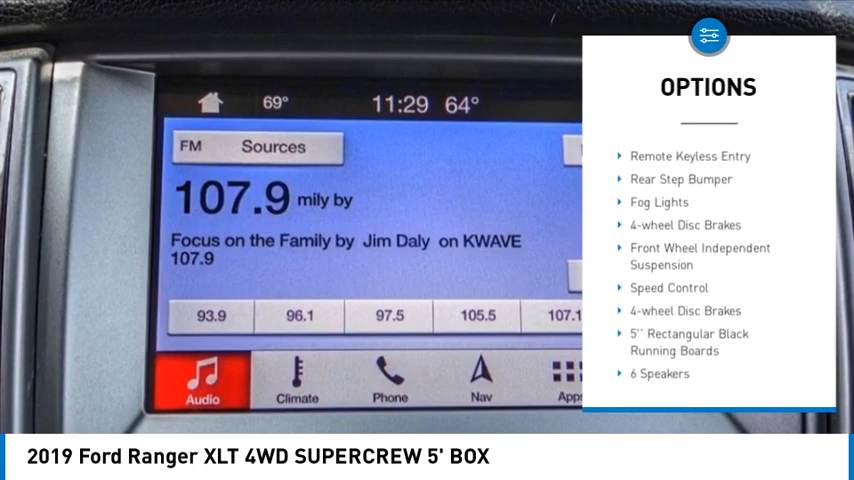 69°
11:29 64°
FM Sources
107.9 mily by
Focus on the Family by Jim Daly on KWAVE
107.9
93.9 96.1 97.5 105.5 107.1
Audio Climate Phone Nav Apps
OPTIONS
Remote Keyless Entry
Rear Step Bumper
Fog Lights
4-wheel Disc Brakes
Front Wheel Independent
Suspension
Speed Control
4-wheel Disc Brakes
5'' Rectangular Black
Running Boards
6 Speakers
2019 Ford Ranger XLT 4WD SUPERCREW 5' BOX